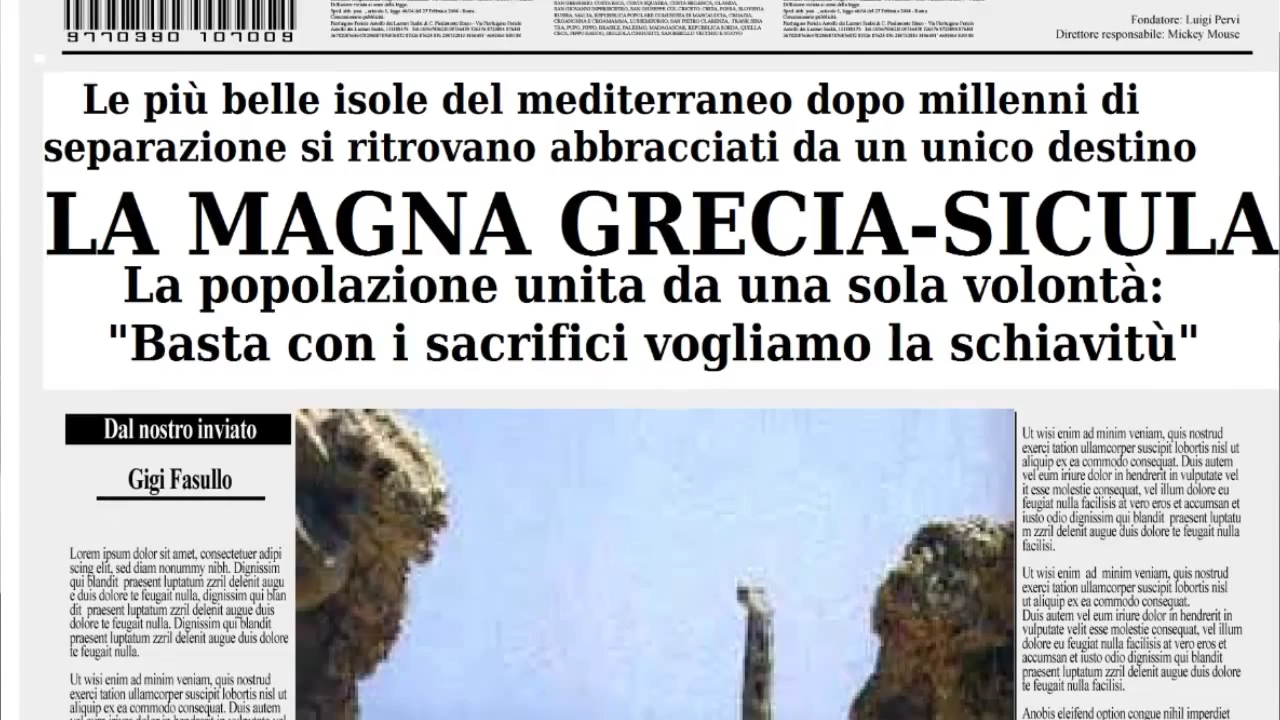 9 7 7 0390 107009
Fondatore: Luigi Pervi
Direttore responsabile: Mickey Mouse
Le più belle isole del mediterraneo dopo millenni di
separazione si ritrovano abbracciati da un unico destino
LA MAGNA GRECIA-SICULA
La popolazione unita da una sola volontà:
"Basta con i sacrifici vogliamo la schiavitù"
Dal nostro inviato
Gigi Fasullo
Lorem ipsum dolor sit amet, consectetuer adipi
scing elit, sed diam nonummy nibh. Dignissim
qui blandit praesent luptatum zzril delenit augu
e duis dolore te feugait nulla, dignissim qui blan
dit praesent luptatum zzril delenit augue duis
dolore te feugait nulla. Dignissim qui blandit
praesent luptatum zzril delenit augue duis dolore
te feugait nulla.
Ut wisi enim ad minim veniam, quis nostrud
exerci tation ullamcorper suscipit lobortis nisl ut
aliquip ex ea commodo consequat. Duis autem
Ut wisi enim ad minim veniam, quis nostrud
exerci tation ullamcorper suscipit lobortis nisl ut
aliquip ex ea commodo consequat. Duis autem
vel eum iriure dolor in hendrerit in vulputate vel
it esse molestie consequat, vel illum dolore eu
feugiat nulla facilisis at vero eros et accumsan et
iusto odio dignissim qui blandit praesent luptatu
m zzril delenit augue duis dolore te feugait nulla
facilisi.
Ut wisi enim ad minim veniam, quis nostrud
exerci tation ullamcorper suscipit lobortis nisl
ut aliquip ex ea commodo consequat.
Duis autem vel eum iriure dolor in hendrerit in
vulputate velit esse molestie consequat, vel illum
dolore eu feugiat nulla facilisis at vero eros et
accumsan et iusto odio dignissim qui blandit
praesent luptatum zzril delenit augue duis dolore
te feugait nulla facilisi.
Anobis eleifend option congue nihil imperdiet